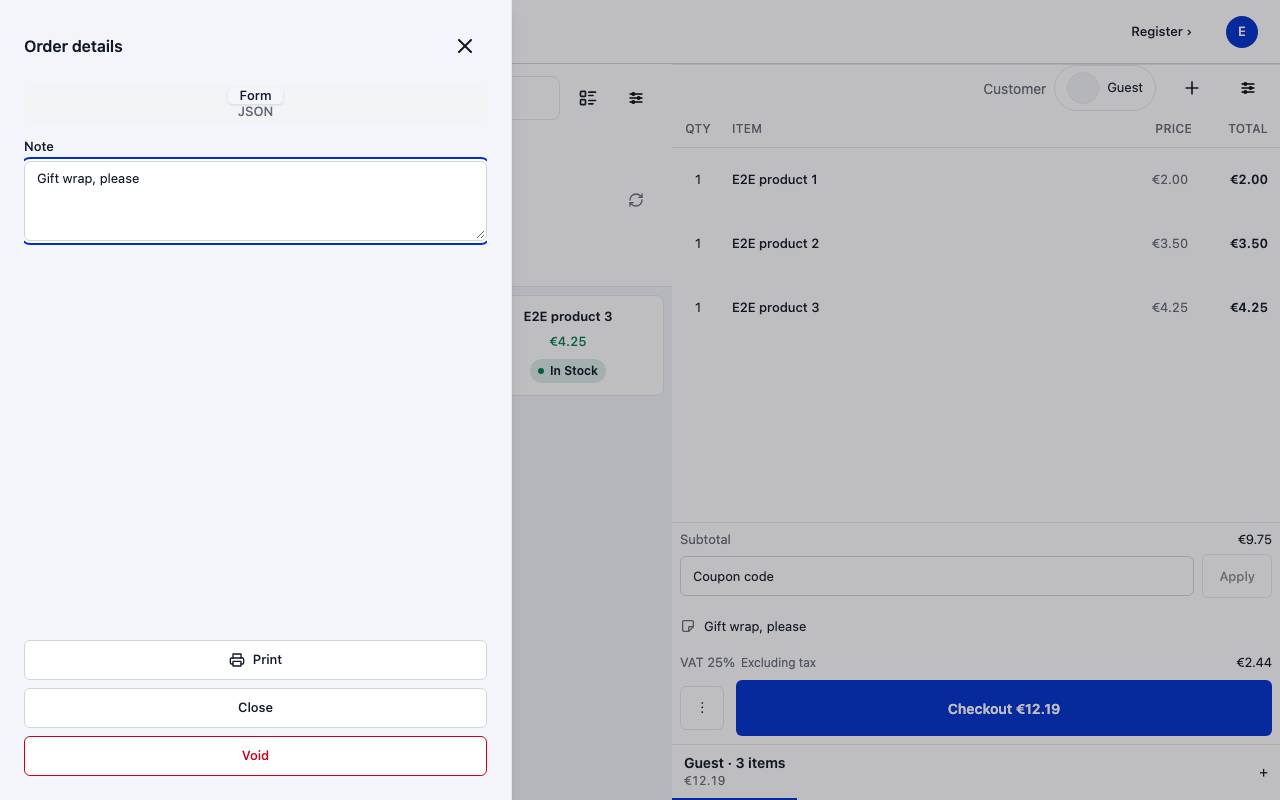 Order details
Form
JSON
Note
Gift wrap, please
Print
Close
Void
Register ›
E
Customer
Guest
QTY ITEM PRICE TOTAL
1 E2E product 1 €2.00 €2.00
1 E2E product 2 €3.50 €3.50
1 E2E product 3 €4.25 €4.25
E2E product 3
€4.25
In Stock
Subtotal €9.75
Coupon code Apply
Gift wrap, please
VAT 25% Excluding tax €2.44
Checkout €12.19
Guest · 3 items
€12.19
+